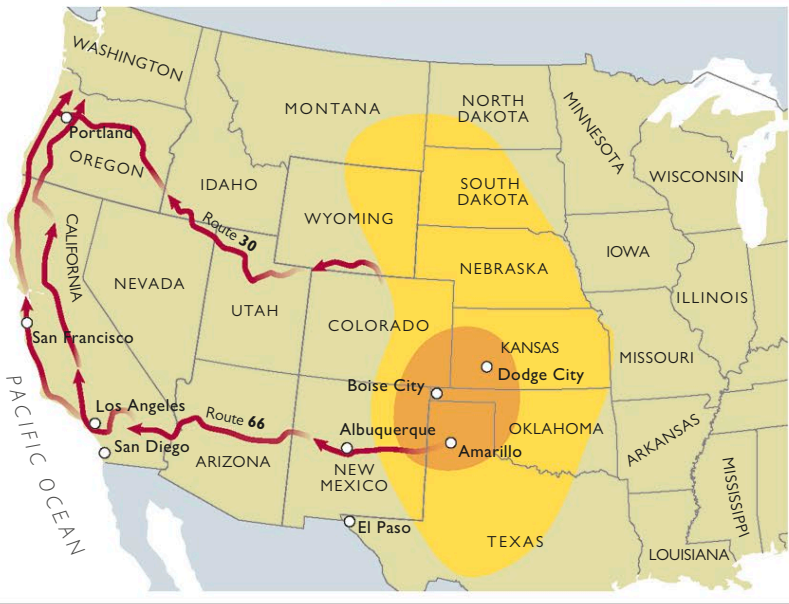 WASHINGTON
MONTANA
NORTH
DAKOTA
MINNESOTA
Portland
OREGON
IDAHO
WYOMING
SOUTH
DAKOTA
WISCONSIN
Route 30
CALIFORNIA
NEVADA
UTAH
COLORADO
NEBRASKA
IOWA
ILLINOIS
San Francisco
KANSAS
Dodge City
MISSOURI
Boise City
PACIFIC OCEAN
Los Angeles
San Diego
Route 66
ARIZONA
Albuquerque
NEW
MEXICO
Amarillo
OKLAHOMA
ARKANSAS
MISSISSIPPI
El Paso
TEXAS
LOUISIANA